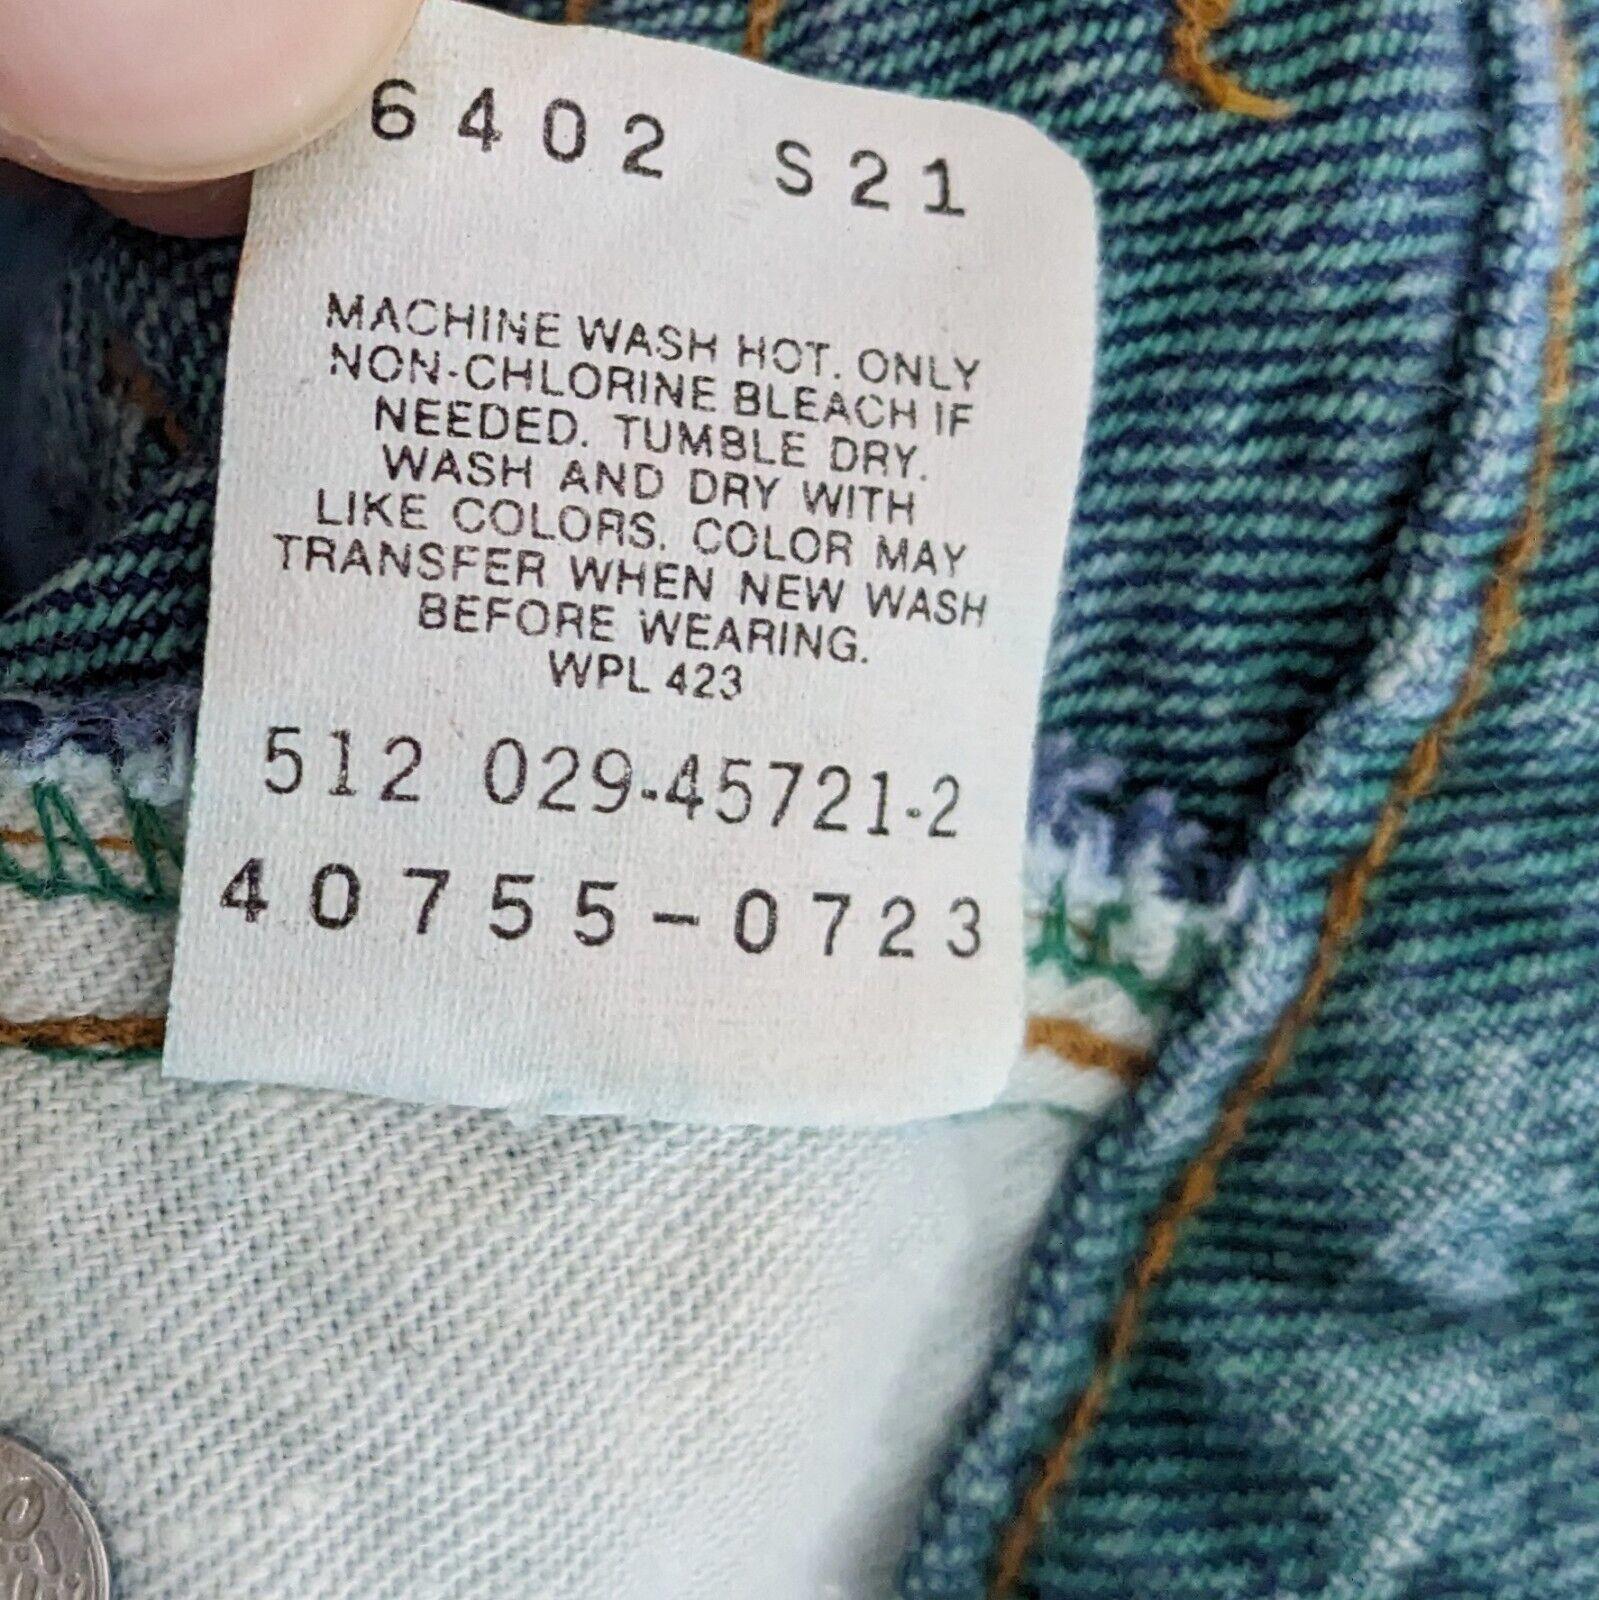 6402 S21
MACHINE WASH HOT. ONLY
NON-CHLORINE BLEACH IF
NEEDED. TUMBLE DRY.
WASH AND DRY WITH
LIKE COLORS. COLOR MAY
TRANSFER WHEN NEW WASH
BEFORE WEARING.
WPL 423
512 029-45721-2
40755-0723